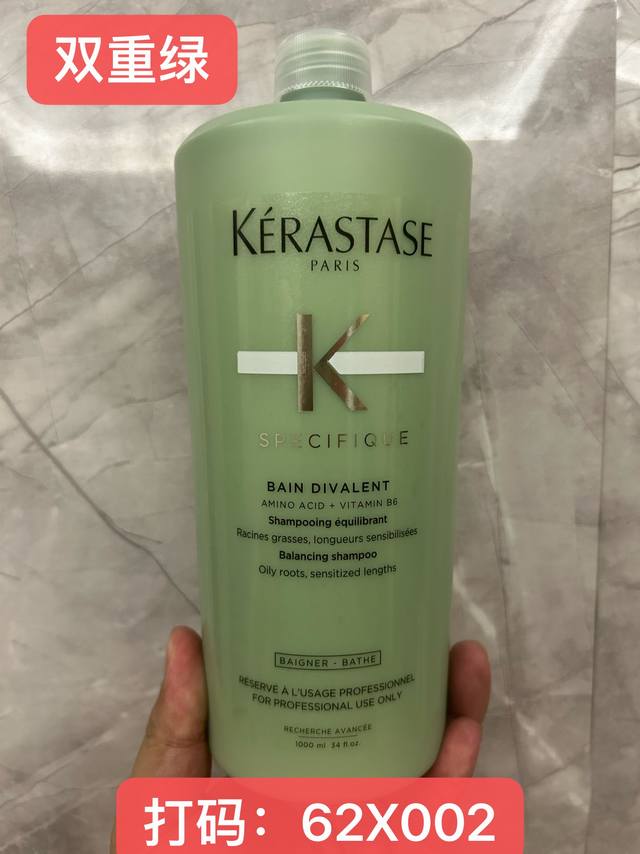 双重绿
KÉRASTASE
PARIS
K
SPÉCIFIQUE
BAIN DIVALENT
AMINO ACID + VITAMIN B6
Shampooing équilibrant
Racines grasses, longueurs sensibilisées
Balancing shampoo
Oily roots, sensitized lengths
BAIGNER - BATHE
RÉSERVÉ À L'USAGE PROFESSIONNEL
FOR PROFESSIONAL USE ONLY
RECHERCHE AVANCÉE
1000 ml 34 fl oz.
打码：62X002